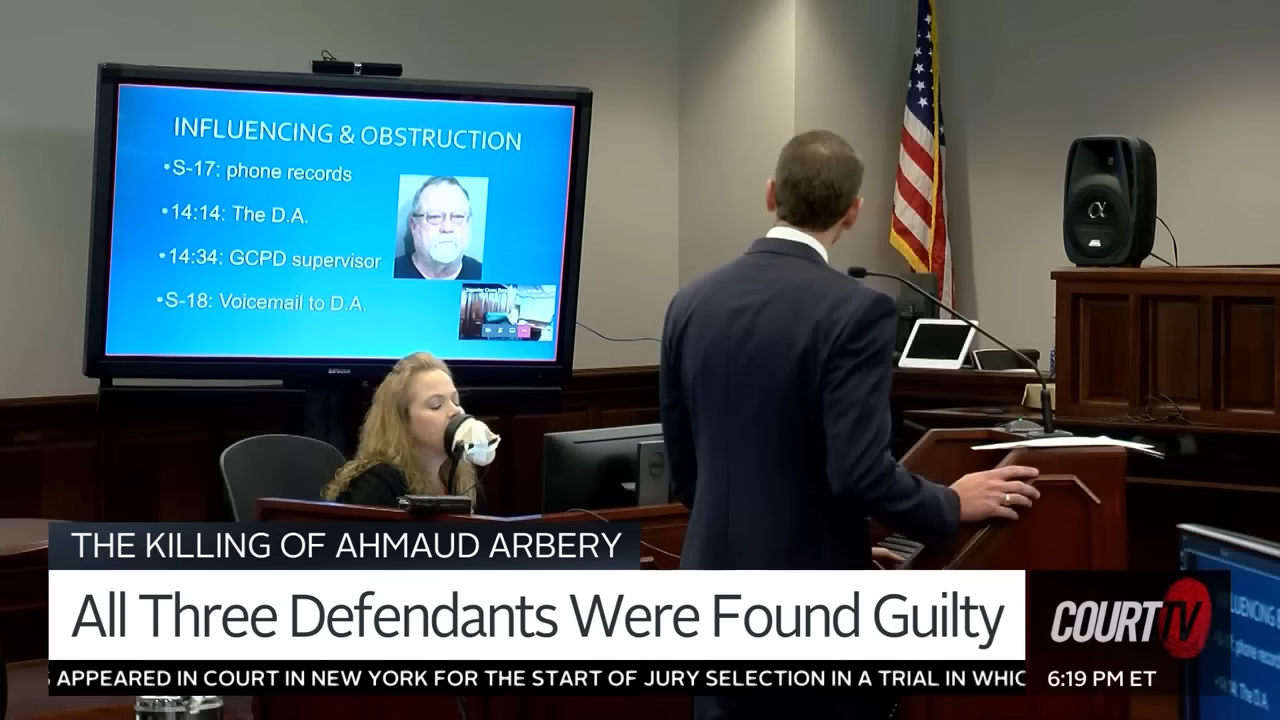 INFLUENCING & OBSTRUCTION
•S-17: phone records
•14:14: The D.A.
•14:34: GCPD supervisor
•S-18: Voicemail to D.A.
THE KILLING OF AHMAUD ARBERY
All Three Defendants Were Found Guilty
COURT TV
APPEARED IN COURT IN NEW YORK FOR THE START OF JURY SELECTION IN A TRIAL IN WHIC
6:19 PM ET